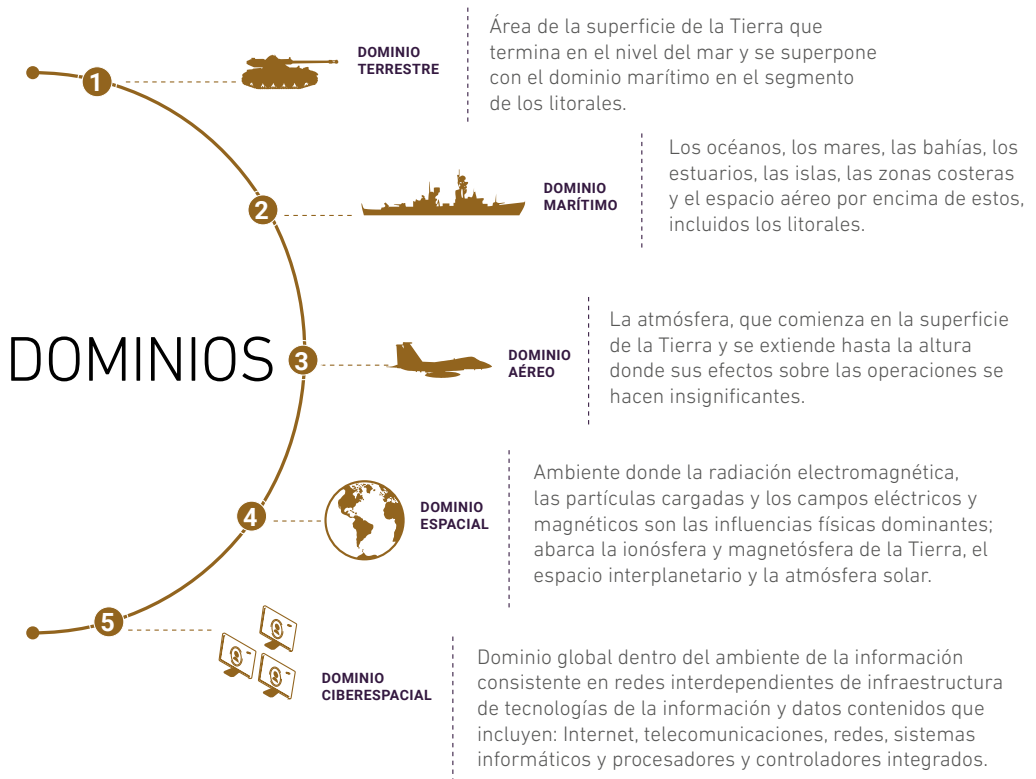 DOMINIOS
1
DOMINIO
TERRESTRE
Área de la superficie de la Tierra que
termina en el nivel del mar y se superpone
con el dominio marítimo en el segmento
de los litorales.
2
DOMINIO
MARÍTIMO
Los océanos, los mares, las bahías, los
estuarios, las islas, las zonas costeras
y el espacio aéreo por encima de estos,
incluidos los litorales.
3
DOMINIO
AÉREO
La atmósfera, que comienza en la superficie
de la Tierra y se extiende hasta la altura
donde sus efectos sobre las operaciones se
hacen insignificantes.
4
DOMINIO
ESPACIAL
Ambiente donde la radiación electromagnética,
las partículas cargadas y los campos eléctricos y
magnéticos son las influencias físicas dominantes;
abarca la ionósfera y magnetósfera de la Tierra, el
espacio interplanetario y la atmósfera solar.
5
DOMINIO
CIBERESPACIAL
Dominio global dentro del ambiente de la información
consistente en redes interdependientes de infraestructura
de tecnologías de la información y datos contenidos que
incluyen: Internet, telecomunicaciones, redes, sistemas
informáticos y procesadores y controladores integrados.